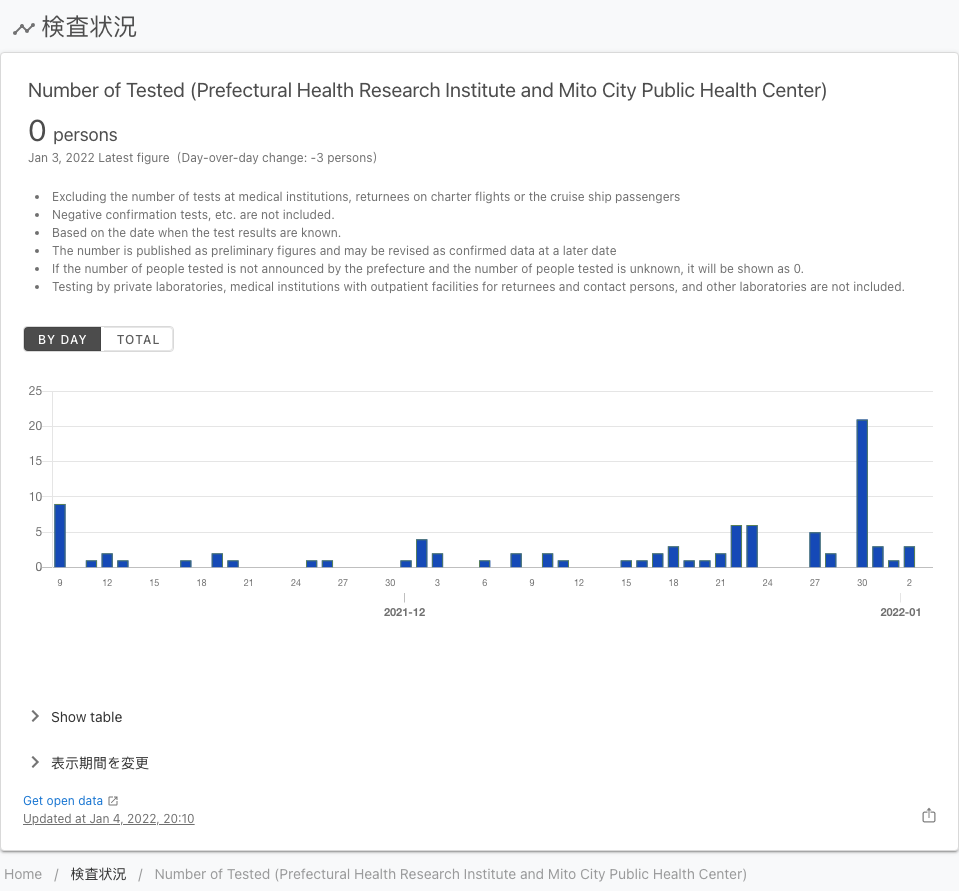 検査状況
Number of Tested (Prefectural Health Research Institute and Mito City Public Health Center)
0 persons
Jan 3, 2022 Latest figure (Day-over-day change: -3 persons)
• Excluding the number of tests at medical institutions, returnees on charter flights or the cruise ship passengers
• Negative confirmation tests, etc. are not included.
• Based on the date when the test results are known.
• The number is published as preliminary figures and may be revised as confirmed data at a later date
• If the number of people tested is not announced by the prefecture and the number of people tested is unknown, it will be shown as 0.
• Testing by private laboratories, medical institutions with outpatient facilities for returnees and contact persons, and other laboratories are not included.
BY DAY TOTAL
25
20
15
10
5
0
9 12 15 18 21 24 27 30 3 6 9 12 15 18 21 24 27 30 2
2021-12 2022-01
Show table
表示期間を変更
Get open data
Updated at Jan 4, 2022, 20:10
Home / 検査状況 / Number of Tested (Prefectural Health Research Institute and Mito City Public Health Center)